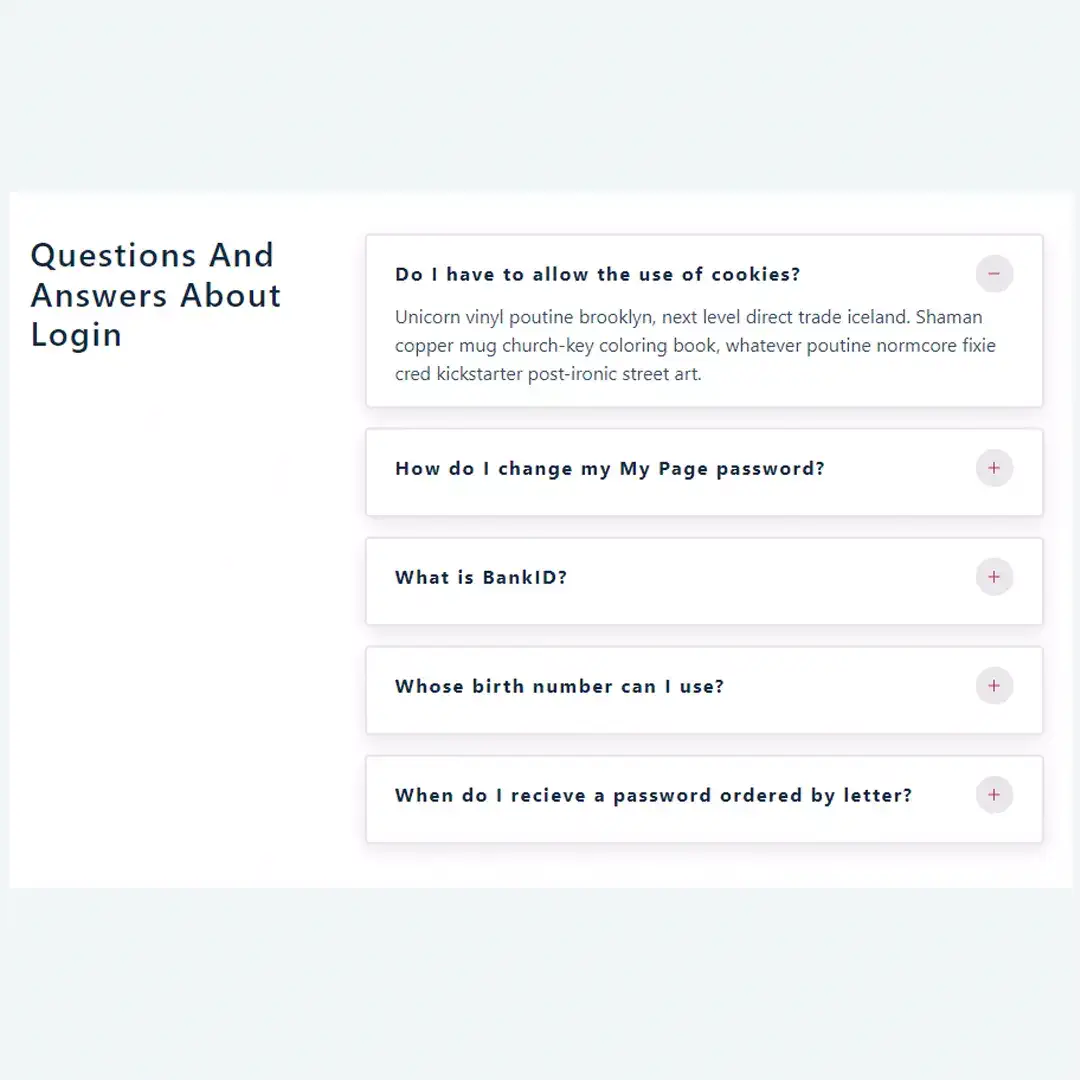 Questions And
Answers About
Login
Do I have to allow the use of cookies?
Unicorn vinyl poutine brooklyn, next level direct trade iceland. Shaman
copper mug church-key coloring book, whatever poutine normcore fixie
cred kickstarter post-ironic street art.
How do I change my My Page password?
What is BankID?
Whose birth number can I use?
When do I recieve a password ordered by letter?